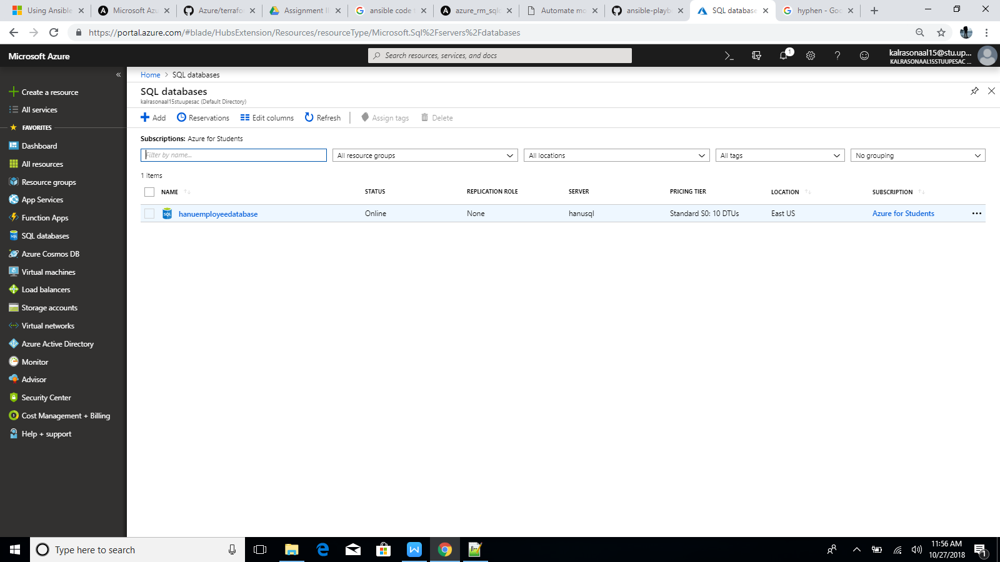 Using Ansible
Microsoft Azu
Azure/terrafo
Assignment
ansible code
azure_rm_sql
Automate mo
ansible-playb
SQL database
hyphen - Goo
https://portal.azure.com/#blade/HubsExtension/Resources/resourceType/Microsoft.Sql%2Fservers%2Fdatabases
Microsoft Azure
Search resources, services, and docs
1
kalrasonaal15@stu.up...
KALRASONAAL15STUUPESAC ...
Create a resource
All services
FAVORITES
Dashboard
All resources
Resource groups
App Services
Function Apps
SQL databases
Azure Cosmos DB
Virtual machines
Load balancers
Storage accounts
Virtual networks
Azure Active Directory
Monitor
Advisor
Security Center
Cost Management + Billing
Help + support
Home > SQL databases
SQL databases
kalrasonaal15stuupesac (Default Directory)
Add Reservations Edit columns Refresh Assign tags Delete
Subscriptions: Azure for Students
Filter by name... All resource groups All locations All tags No grouping
1 items
NAME STATUS REPLICATION ROLE SERVER PRICING TIER LOCATION SUBSCRIPTION
SQL hanuemployeedatabase Online None hanusql Standard S0: 10 DTUs East US Azure for Students
Type here to search
11:56 AM
10/27/2018
1